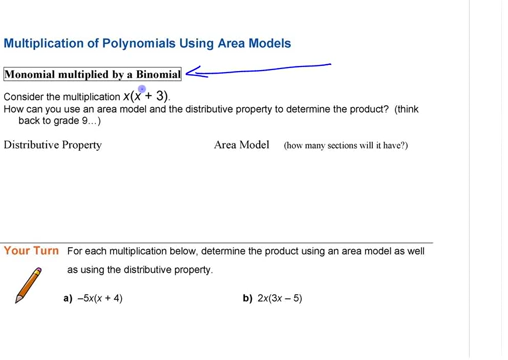 Multiplication of Polynomials Using Area Models
Monomial multiplied by a Binomial
Consider the multiplication x(x + 3).
How can you use an area model and the distributive property to determine the product? (think
back to grade 9…)
Distributive Property Area Model (how many sections will it have?)
Your Turn For each multiplication below, determine the product using an area model as well
as using the distributive property.
a) –5x(x + 4) b) 2x(3x – 5)